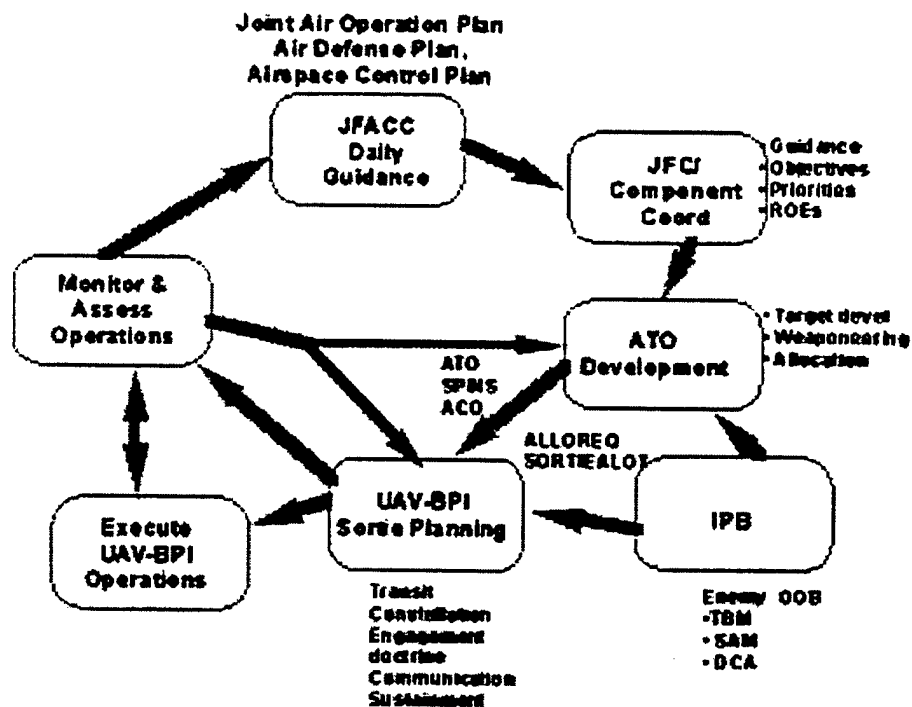 Joint Air Operation Plan
Air Defense Plan,
Airspace Control Plan
JFACC
Daily
Guidance
JFC/
Component
Coord
• Guidance
• Objectives
• Priorities
• ROEs
Monitor &
Assess
Operations
ATO
Development
• Target devel
• Weaponeering
• Allocation
ATO
SPINS
ACO
ALLOREQ
SORTIEALOT
UAV-BPI
Sortie Planning
IPB
Execute
UAV-BPI
Operations
Transit
Constellation
Engagement
doctrine
Communication
Sustainment
Enemy OOB
• TBM
• SAM
• DCA